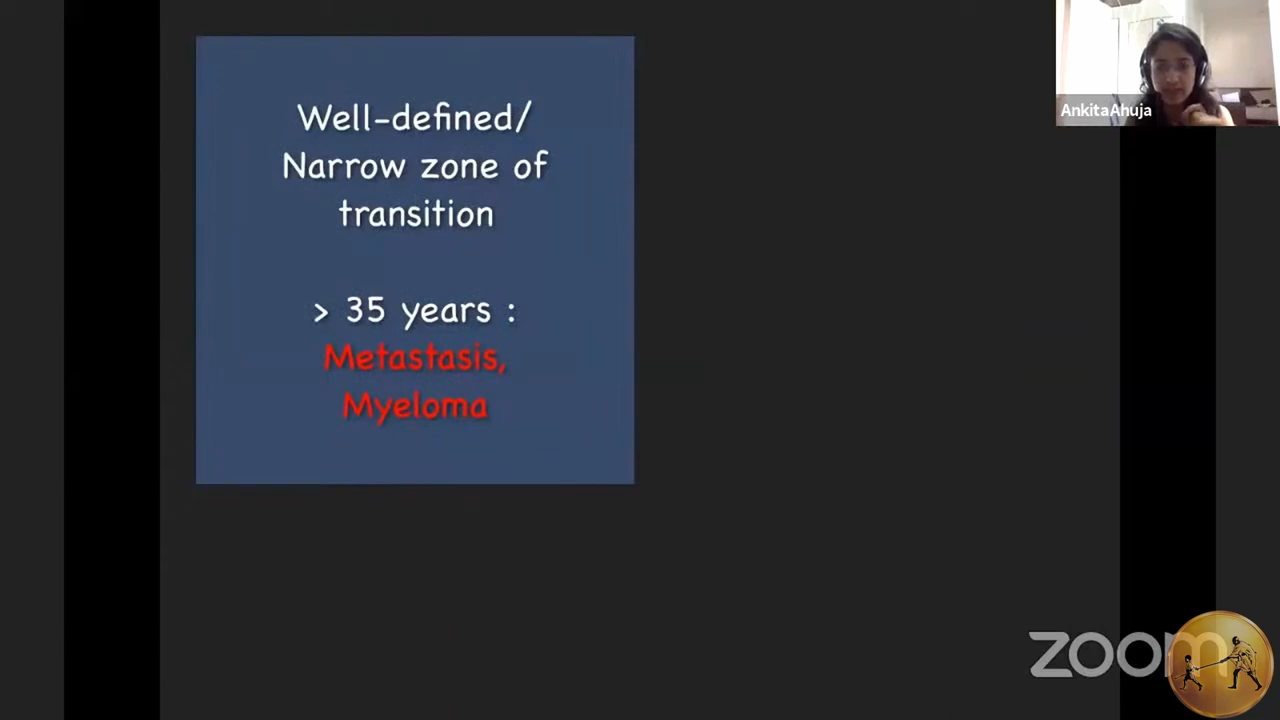 Well-defined/
Narrow zone of
transition
> 35 years :
Metastasis,
Myeloma
AnkitaAhuja
zoom